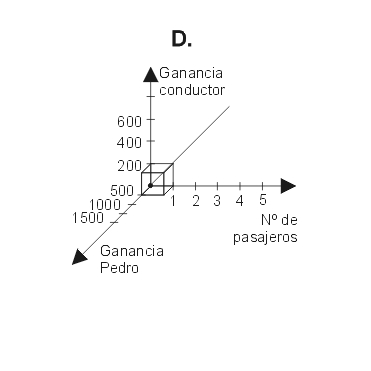 D.
Ganancia
conductor
600
400
200
500
1000
1500
1 2 3 4 5
Nº de
pasajeros
Ganancia
Pedro